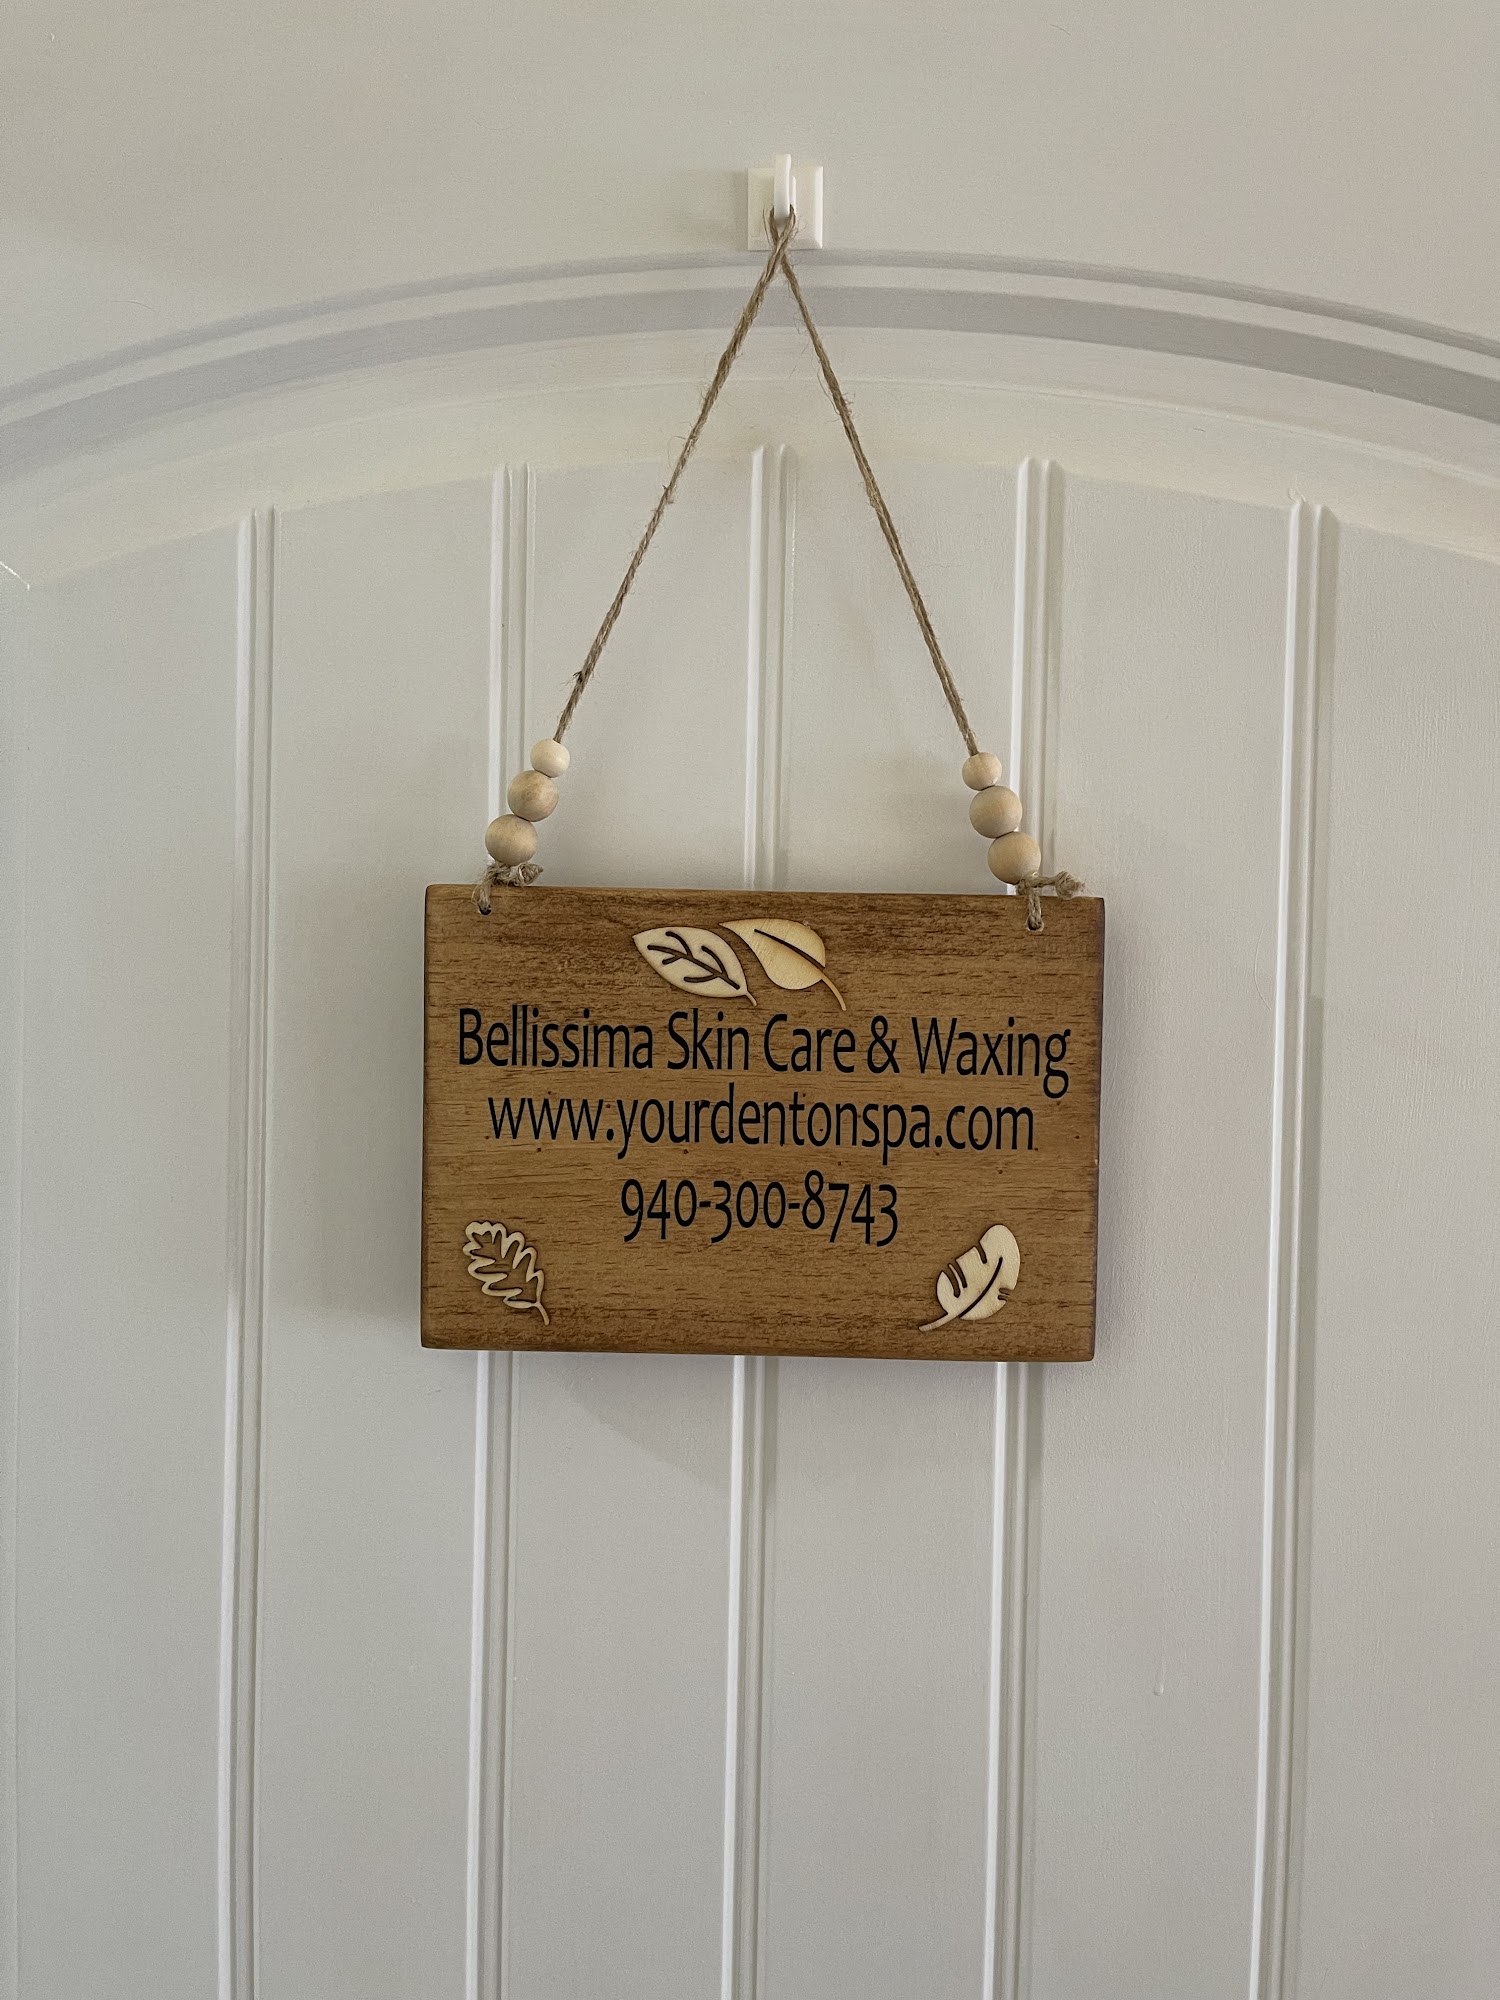 Bellissima Skin Care & Waxing
www.yourdentonspa.com
940-300-8743